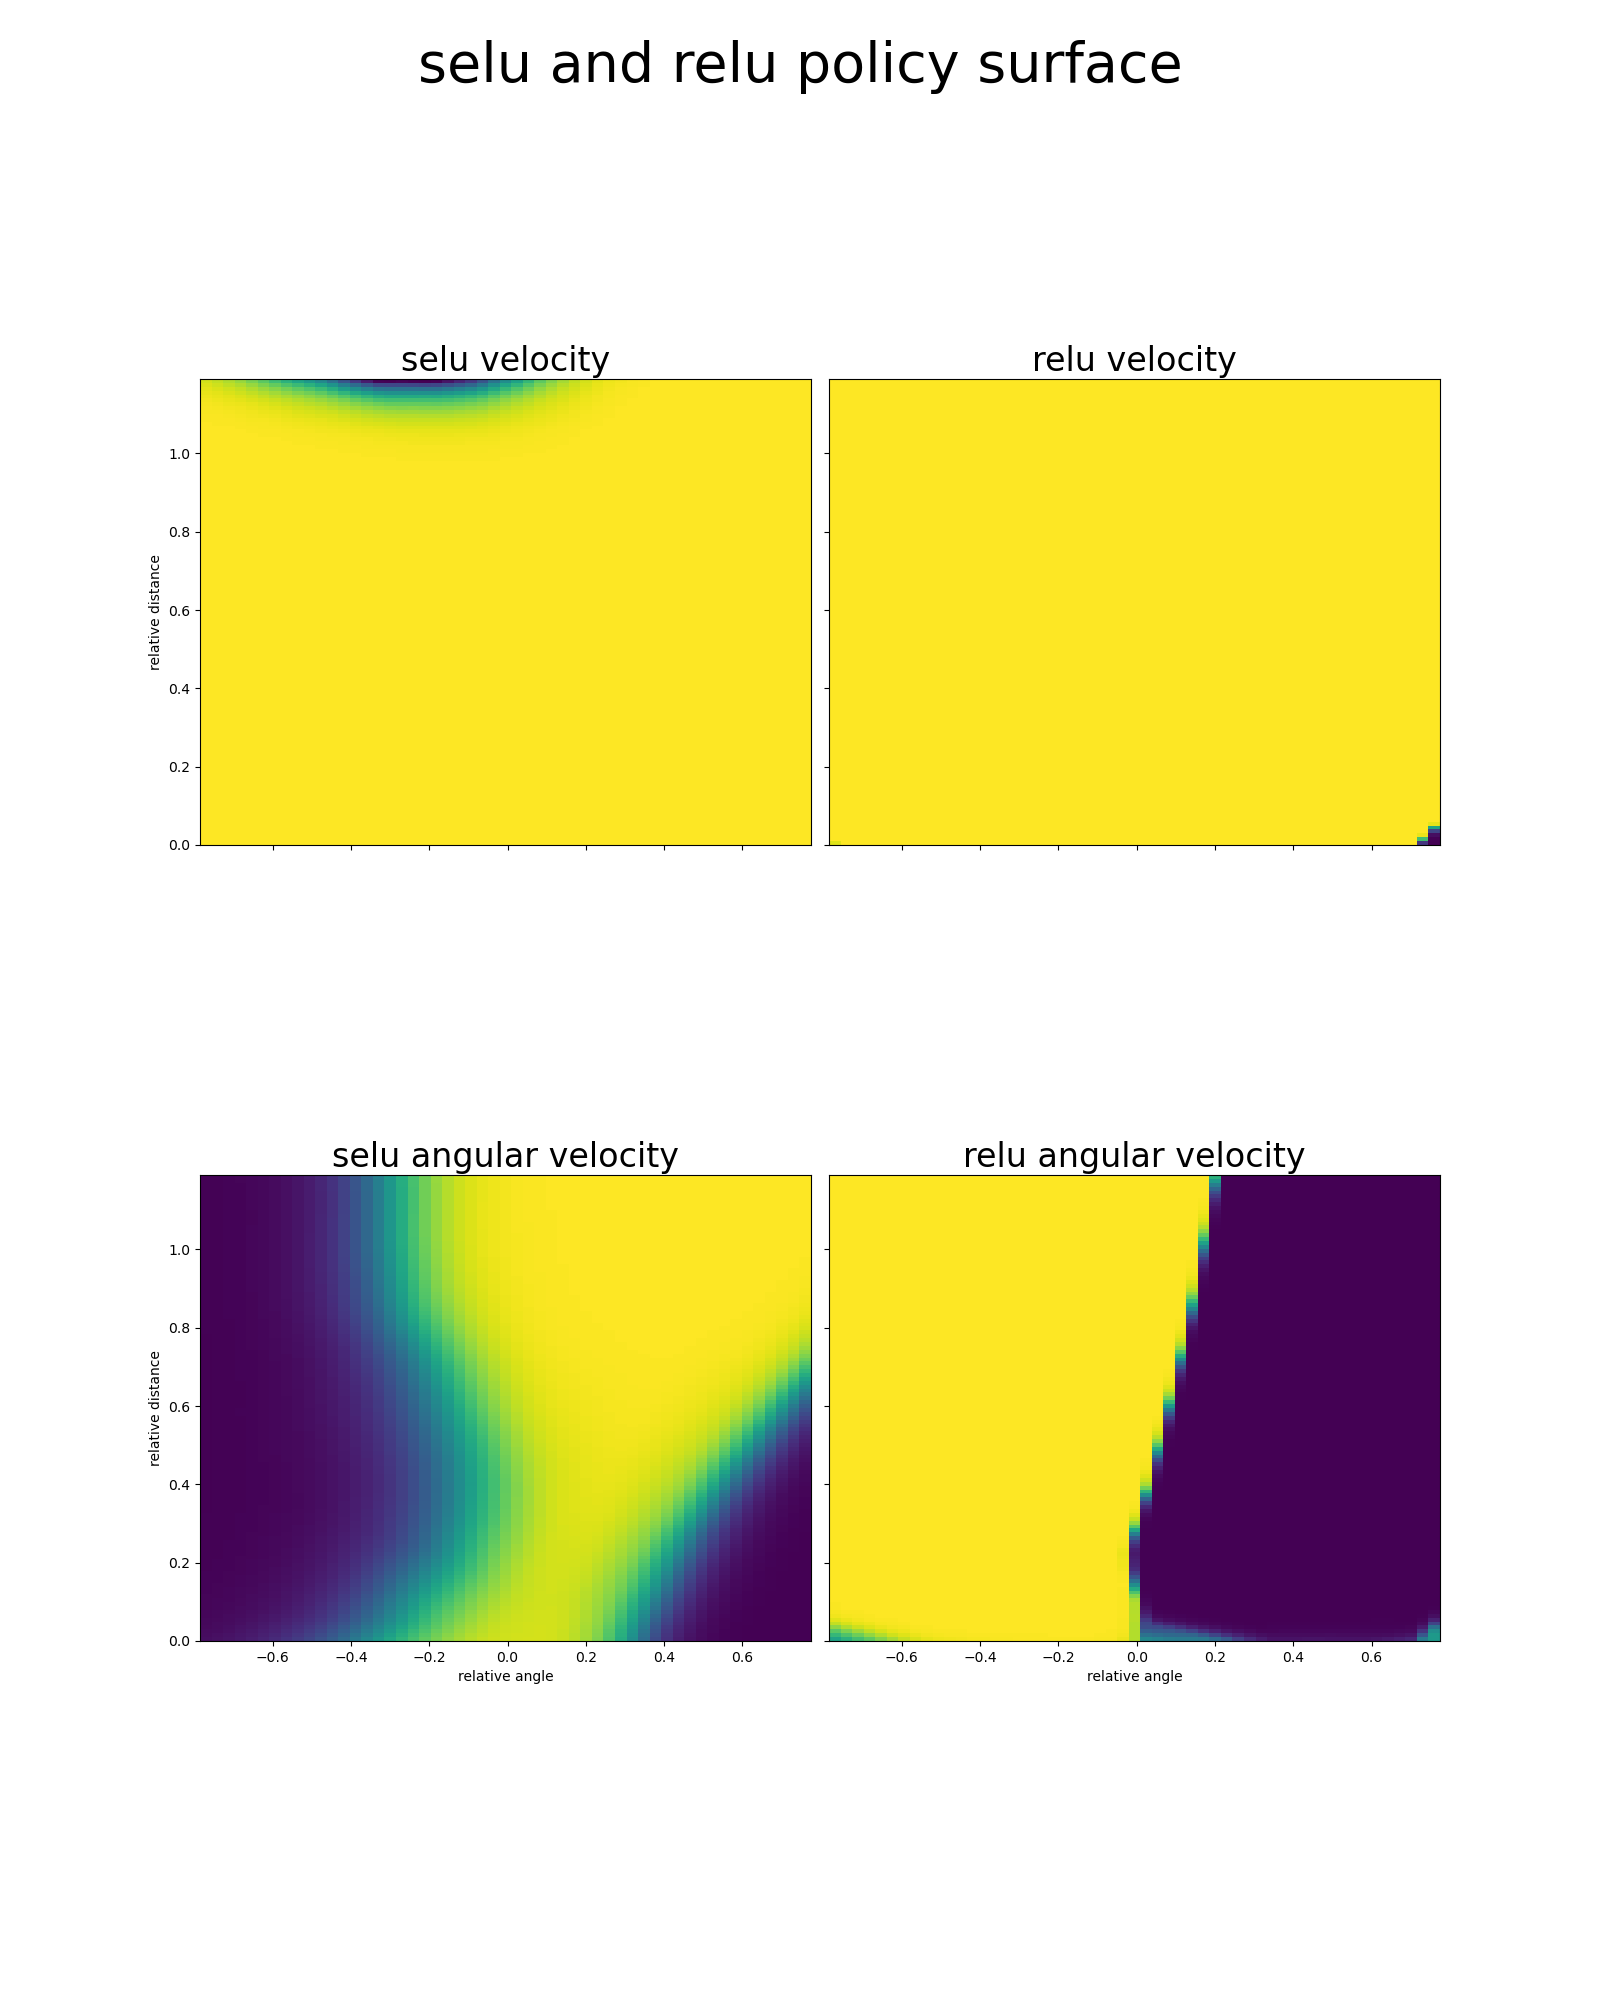 selu and relu policy surface
selu velocity
relu velocity
1.0
0.8
0.6
0.4
0.2
0.0
relative distance
selu angular velocity
relu angular velocity
1.0
0.8
0.6
0.4
0.2
0.0
relative distance
−0.6 −0.4 −0.2 0.0 0.2 0.4 0.6
−0.6 −0.4 −0.2 0.0 0.2 0.4 0.6
relative angle
relative angle